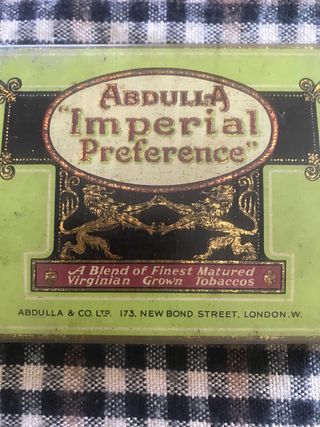 ABDULLA
"Imperial
Preference"
A Blend of Finest Matured
Virginian Grown Tobaccos
ABDULLA & CO. LTD. 173, NEW BOND STREET, LONDON.W.